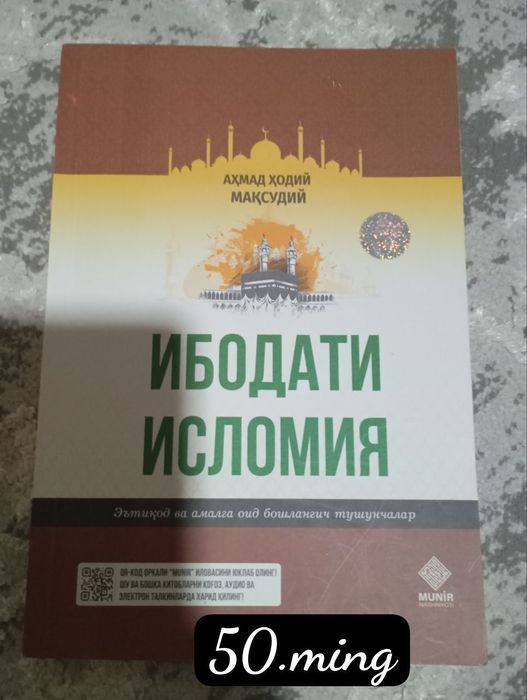 АҲМАД ҲОДИЙ
МАҚСУДИЙ
ИБОДАТИ
ИСЛОМИЯ
Эътиқод ва амалга оид бошланғич тушунчалар
QR-КОД ОРҚАЛИ "MUNIR" ИЛОВАСИНИ ЮКЛАБ ОЛИНГ!
ШУ ВА БОШҚА КИТОБЛАРНИ ҚОҒОЗ, АУДИО ВА
ЭЛЕКТРОН ТАЛҚИНЛАРДА ХАРИД ҚИЛИНГ!
MUNIR
NASHRIYOTI
50.ming